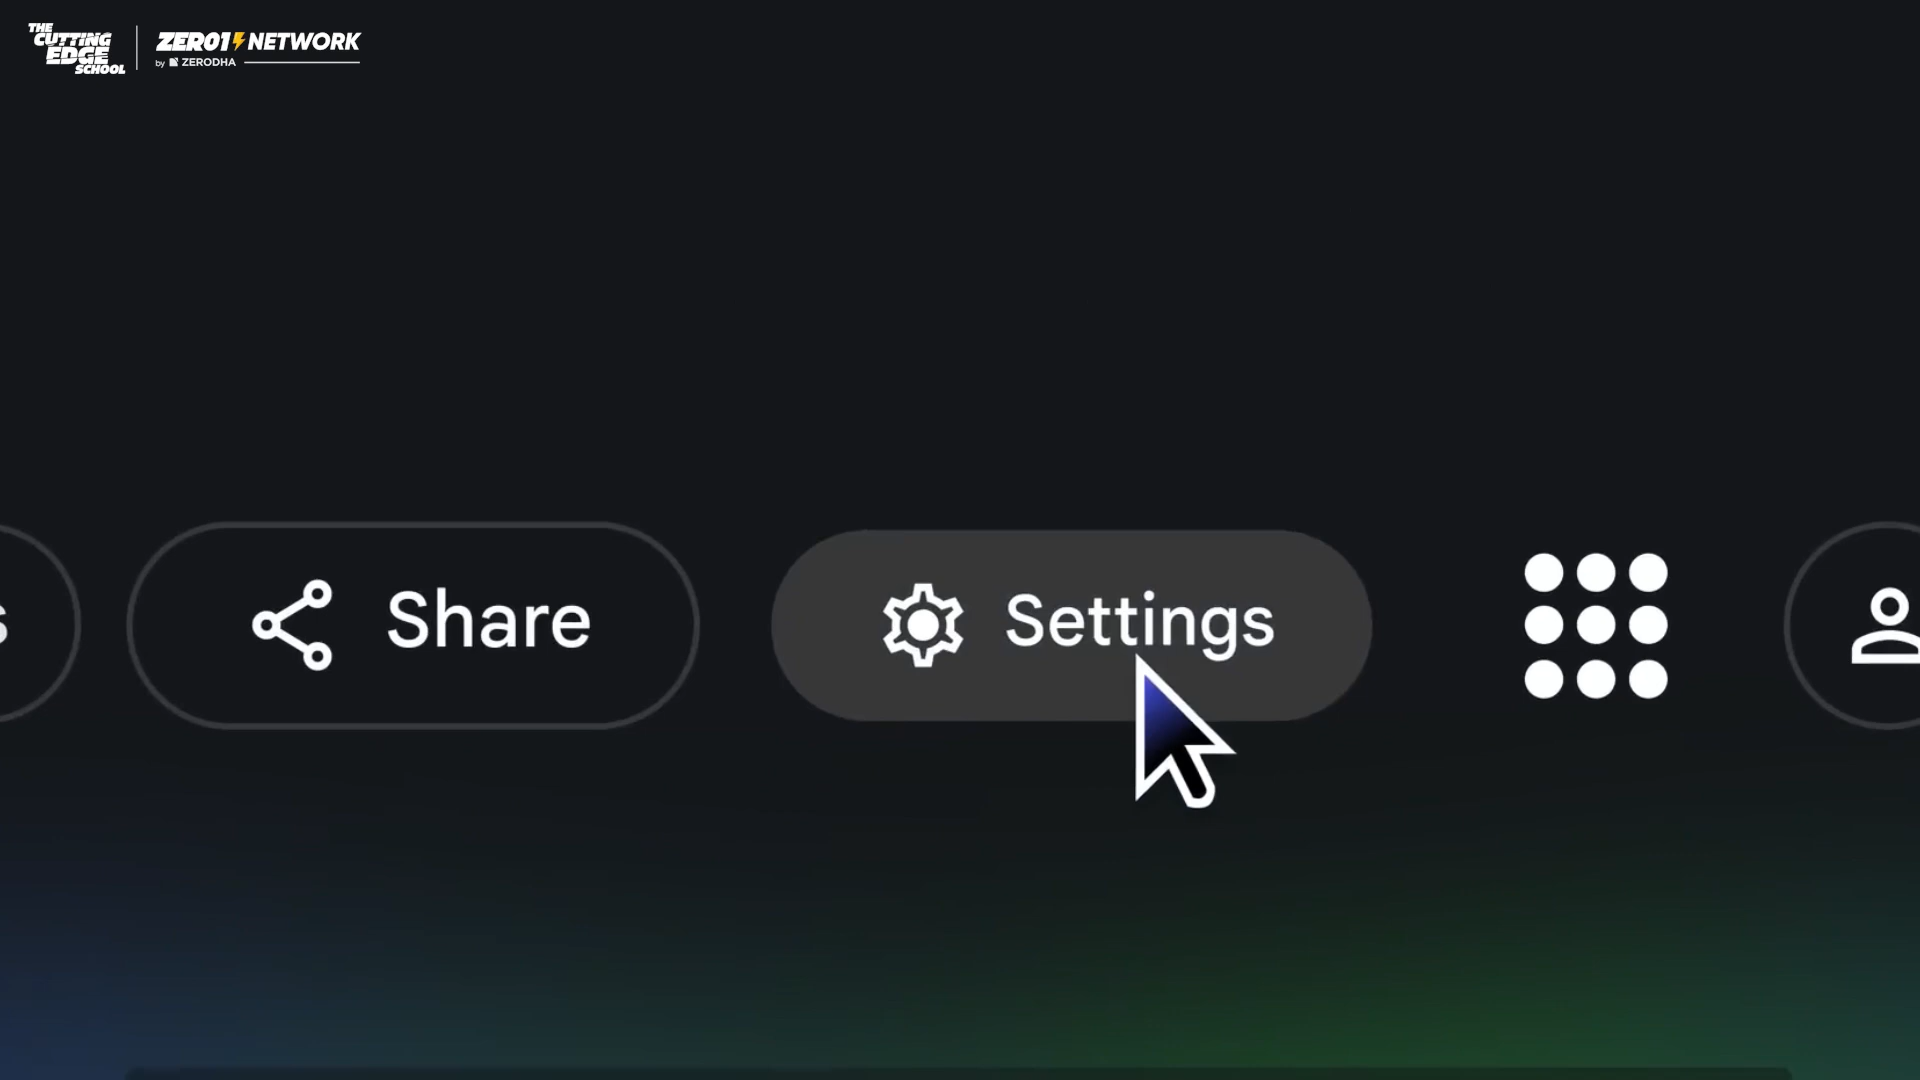 THE
CUTTING
EDGE
SCHOOL
ZERO1 NETWORK
by ZERODHA
s
Share
Settings